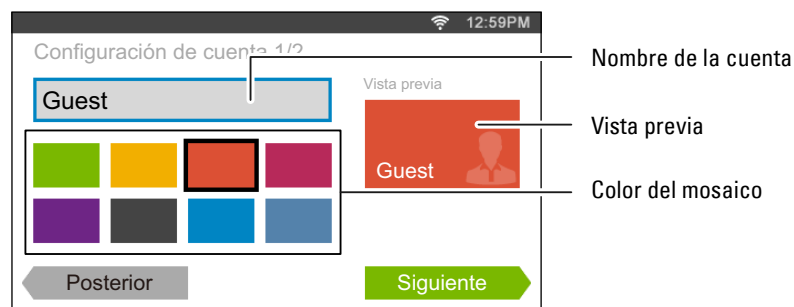 12:59PM
Configuración de cuenta 1/2
Nombre de la cuenta
Guest
Vista previa
Vista previa
Guest
Color del mosaico
Posterior
Siguiente